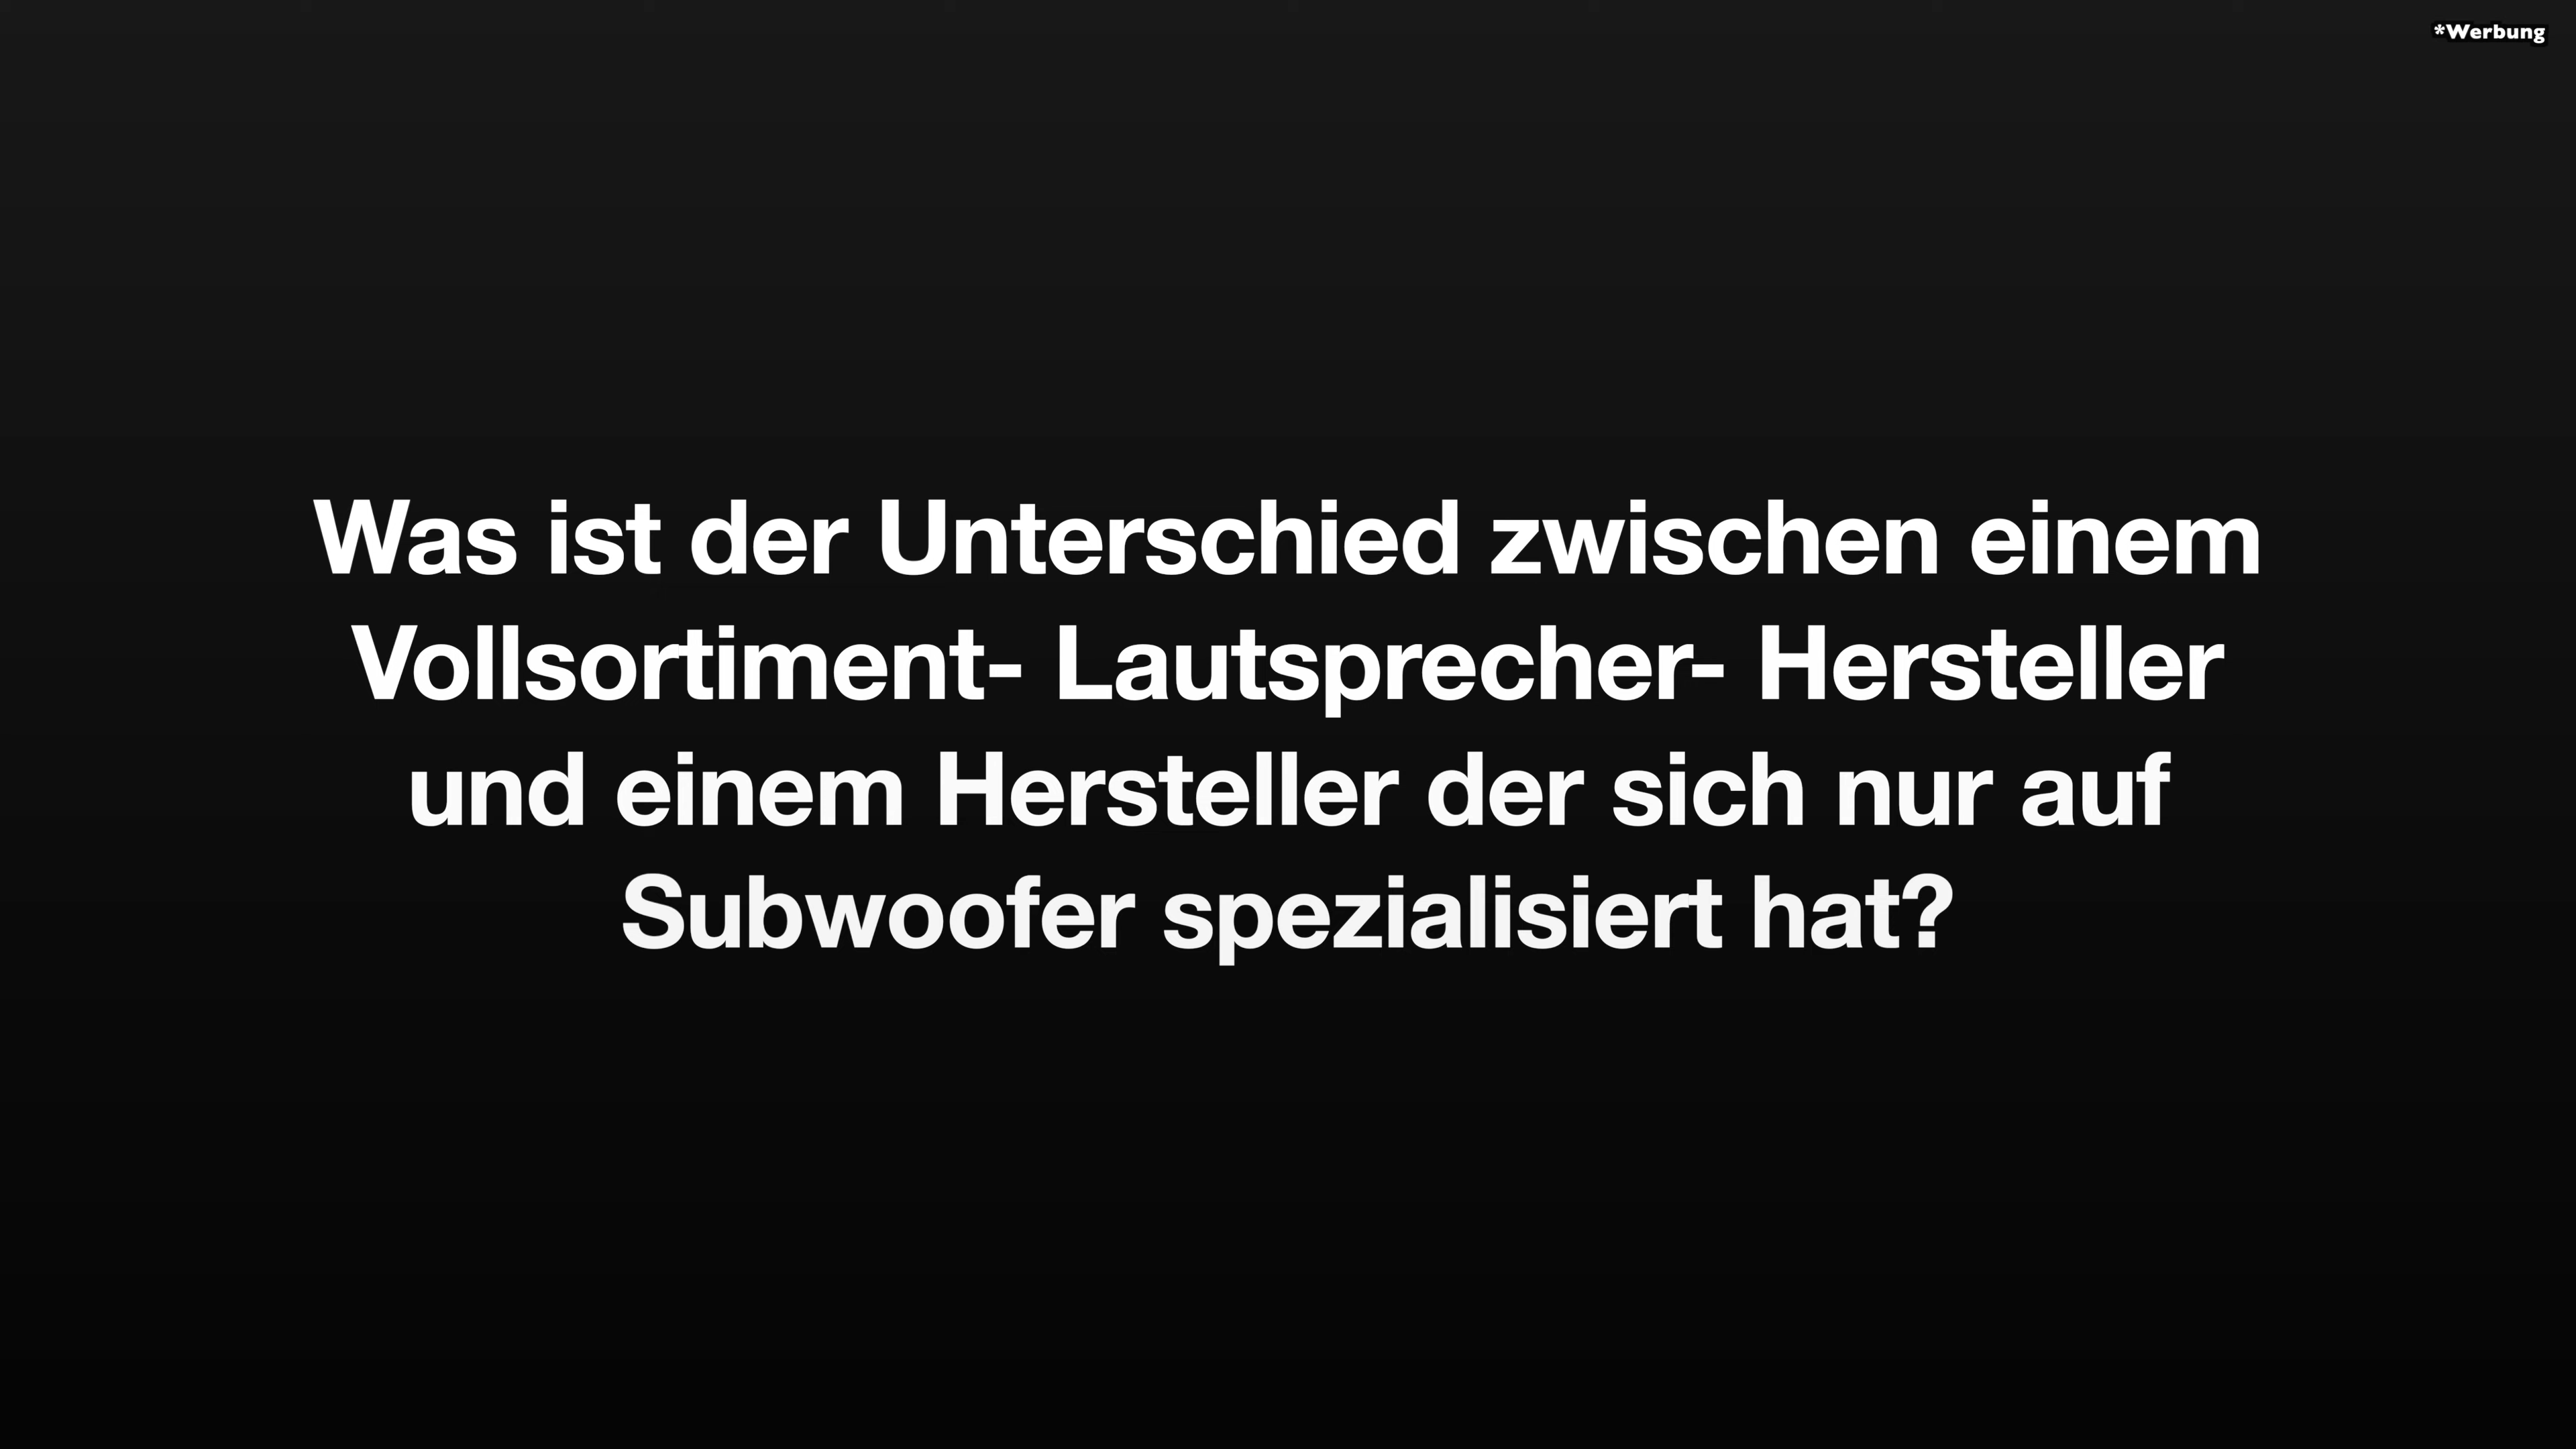 *Werbung
Was ist der Unterschied zwischen einem
Vollsortiment- Lautsprecher- Hersteller
und einem Hersteller der sich nur auf
Subwoofer spezialisiert hat?